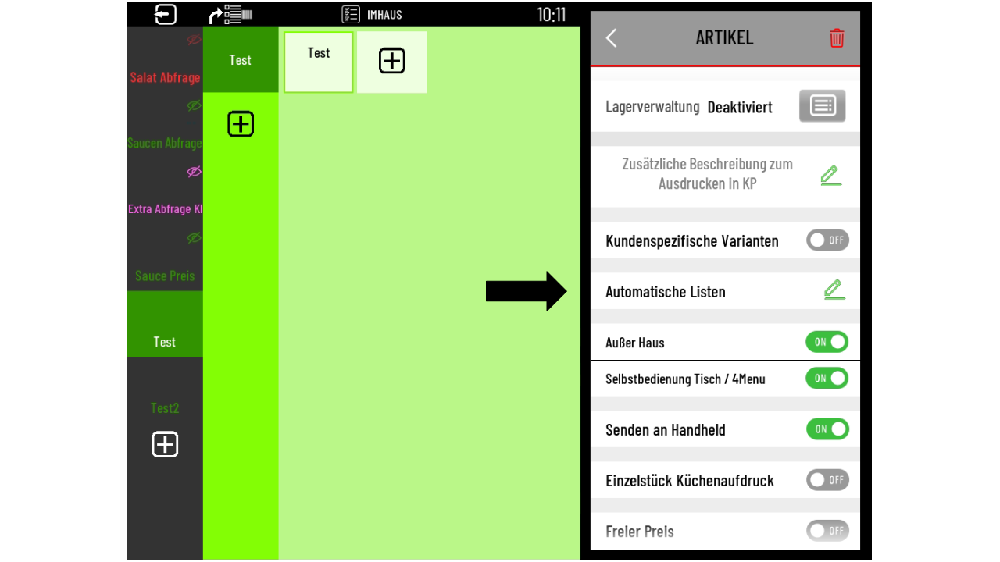 IMHAUS
10:11
Salat Abfrage
Saucen Abfrage
Extra Abfrage Kl
Sauce Preis
Test
Test2
Test
Test
ARTIKEL
Lagerverwaltung Deaktiviert
Zusätzliche Beschreibung zum
Ausdrucken in KP
Kundenspezifische Varianten OFF
Automatische Listen
Außer Haus ON
Selbstbedienung Tisch / 4Menu ON
Senden an Handheld ON
Einzelstück Küchenaufdruck OFF
Freier Preis OFF